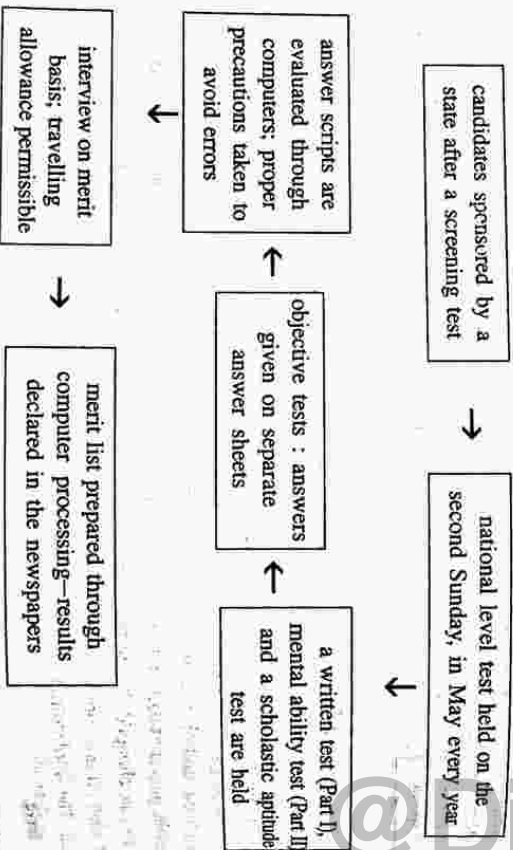 candidates sponsored by a
state after a screening test
→
national level test held on the
second Sunday, in May every year
↓
a written test (Part I),
mental ability test (Part II)
and a scholastic aptitude
test are held
←
objective tests : answers
given on separate
answer sheets
←
answer scripts are
evaluated through
computers; proper
precautions taken to
avoid errors
↓
interview on merit
basis; travelling
allowance permissible
→
merit list prepared through
computer processing—results
declared in the newspapers
@D